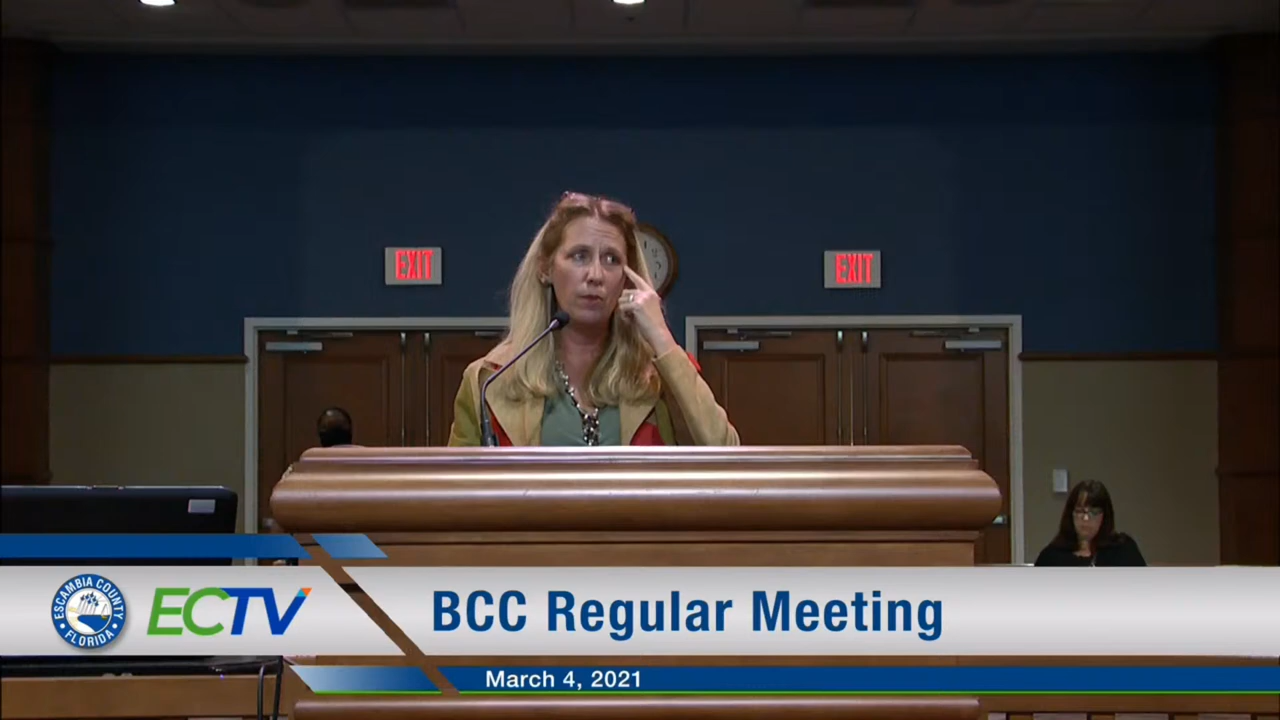 EXIT
EXIT
ESCAMBIA COUNTY
FLORIDA
ECTV
BCC Regular Meeting
March 4, 2021